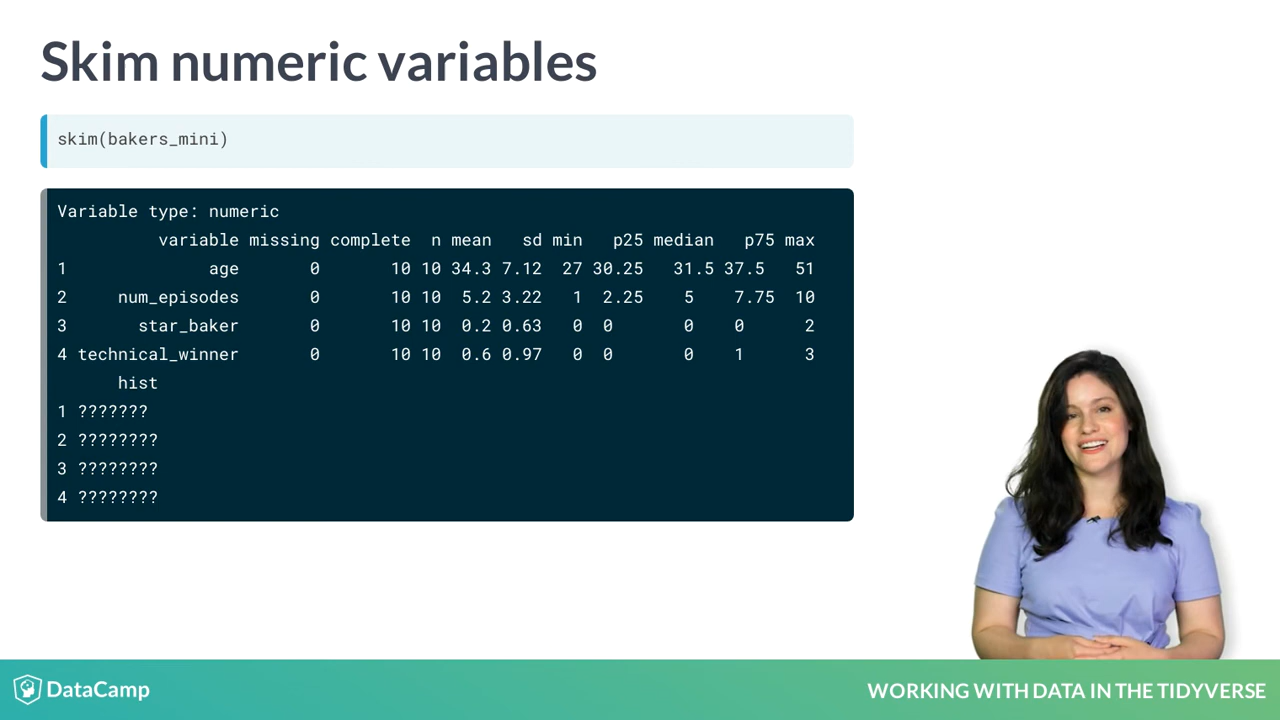 Skim numeric variables
skim(bakers_mini)
Variable type: numeric
variable missing complete n mean sd min p25 median p75 max
1 age 0 10 10 34.3 7.12 27 30.25 31.5 37.5 51
2 num_episodes 0 10 10 5.2 3.22 1 2.25 5 7.75 10
3 star_baker 0 10 10 0.2 0.63 0 0 0 0 2
4 technical_winner 0 10 10 0.6 0.97 0 0 0 1 3
hist
1 ???????
2 ????????
3 ????????
4 ????????
DataCamp
WORKING WITH DATA IN THE TIDYVERSE